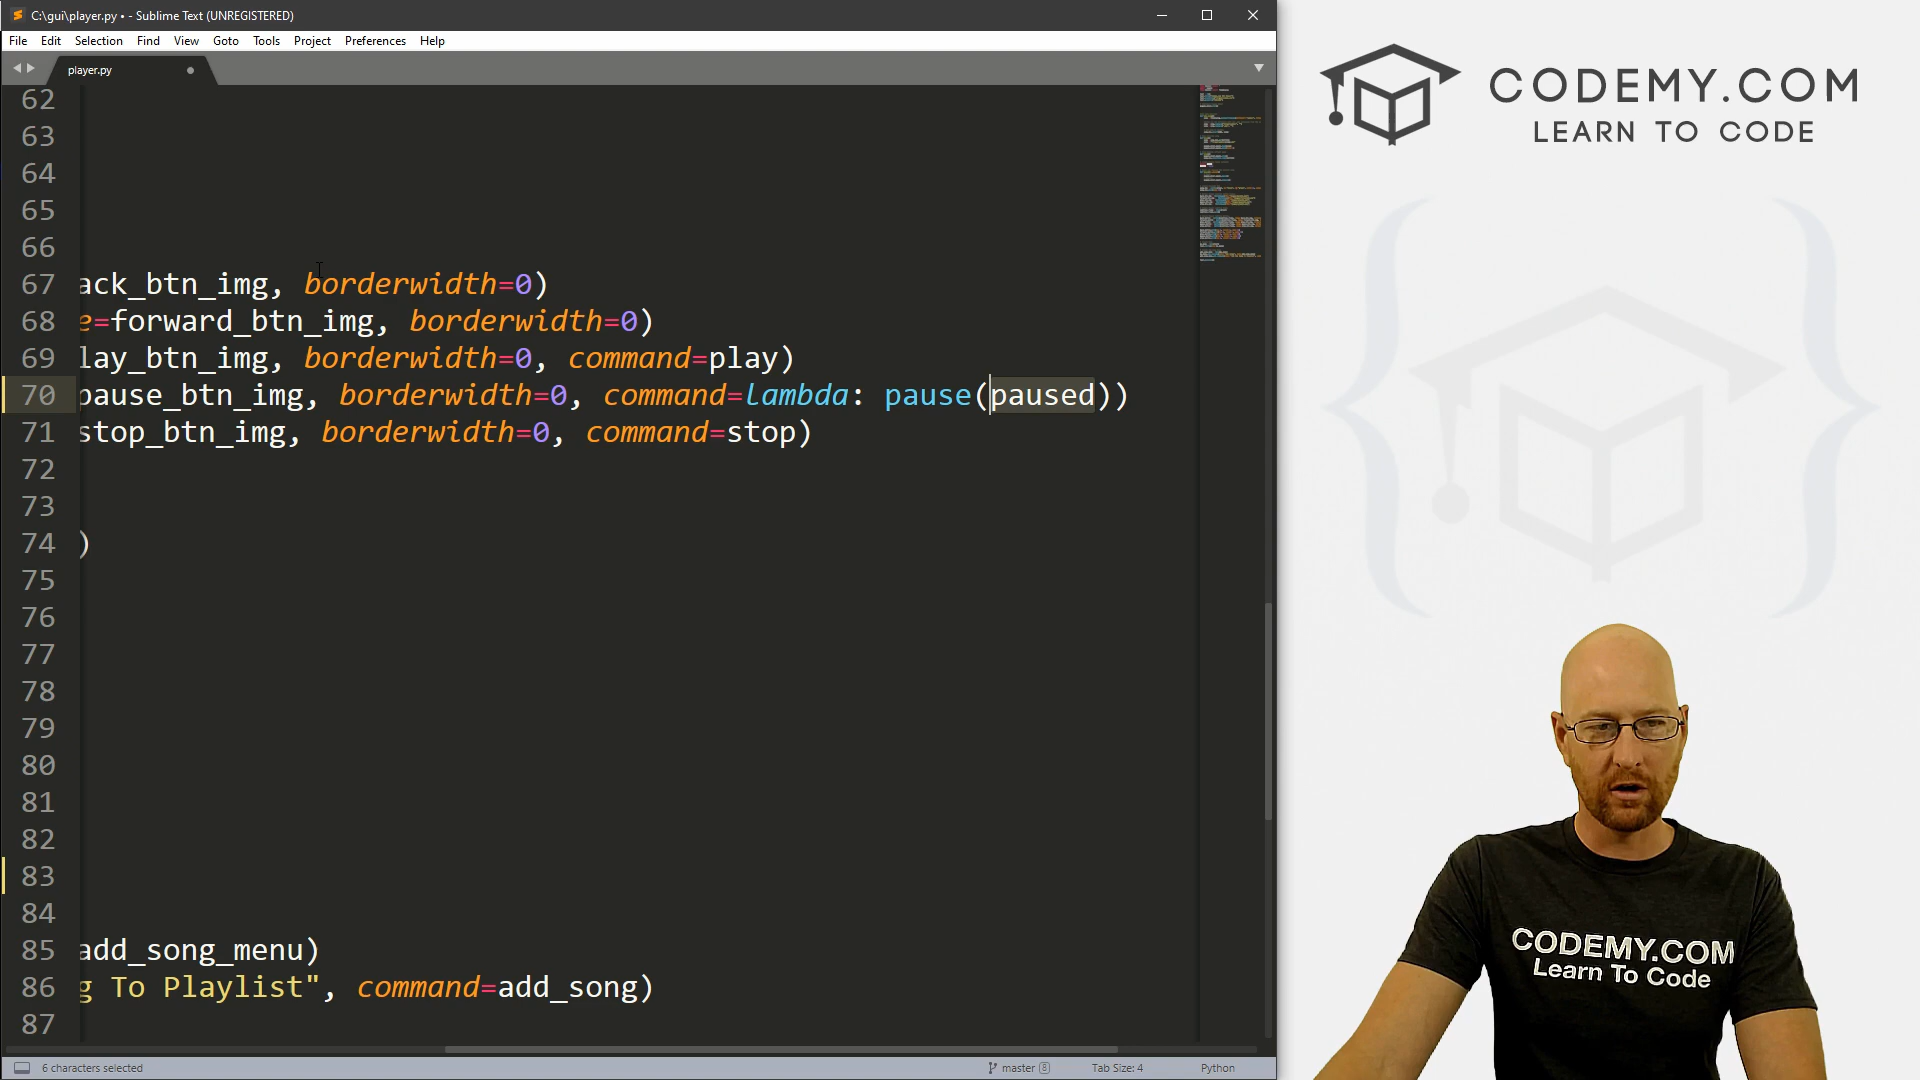 C:\gui\player.py • - Sublime Text (UNREGISTERED)
File Edit Selection Find View Goto Tools Project Preferences Help
player.py
62
63
64
65
66
67 ack_btn_img, borderwidth=0)
68 e=forward_btn_img, borderwidth=0)
69 lay_btn_img, borderwidth=0, command=play)
70 pause_btn_img, borderwidth=0, command=lambda: pause(paused))
71 stop_btn_img, borderwidth=0, command=stop)
72
73
74 )
75
76
77
78
79
80
81
82
83
84
85 add_song_menu)
86 g To Playlist", command=add_song)
87
6 characters selected
master 8
Tab Size: 4
Python
CODEMY.COM
LEARN TO CODE
CODEMY.COM
Learn To Code